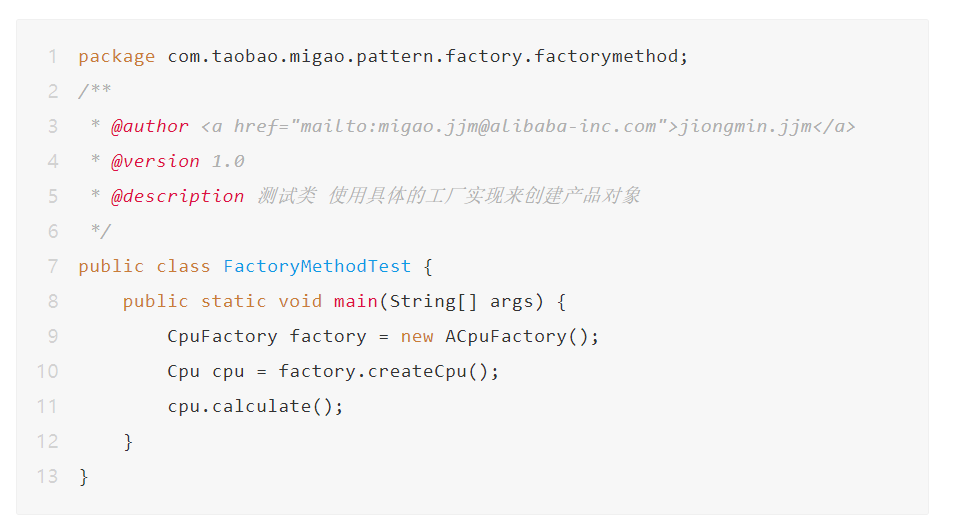 1 package com.taobao.migao.pattern.factory.factorymethod;
2 /**
3  * @author <a href="mailto:migao.jjm@alibaba-inc.com">jiongmin.jjm</a>
4  * @version 1.0
5  * @description 测试类 使用具体的工厂实现来创建产品对象
6  */
7 public class FactoryMethodTest {
8     public static void main(String[] args) {
9         CpuFactory factory = new ACpuFactory();
10         Cpu cpu = factory.createCpu();
11         cpu.calculate();
12     }
13 }